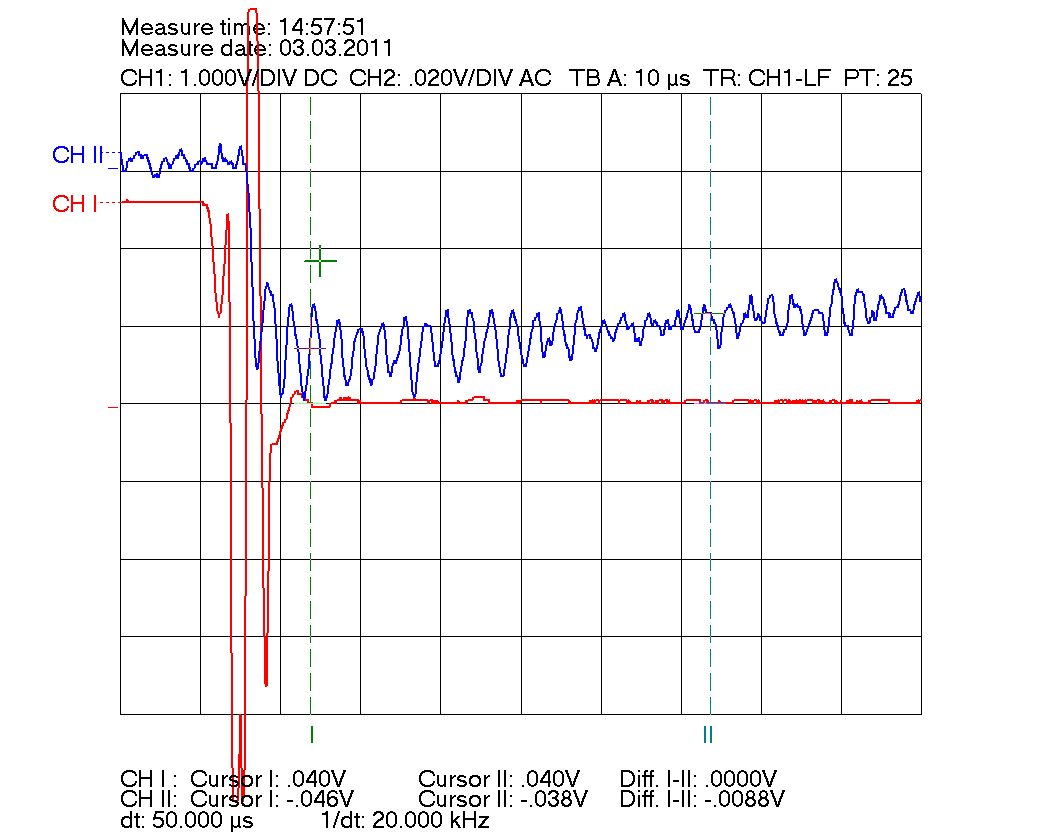 Measure time: 14:57:51
Measure date: 03.03.2011
CH1: 1.000V/DIV DC CH2: .020V/DIV AC TB A: 10 µs TR: CH1-LF PT: 25
CH II
CH I
I II
CH I : Cursor I: .040V Cursor II: .040V Diff. I-II: .0000V
CH II: Cursor I: -.046V Cursor II: -.038V Diff. I-II: -.0088V
dt: 50.000 µs 1/dt: 20.000 kHz